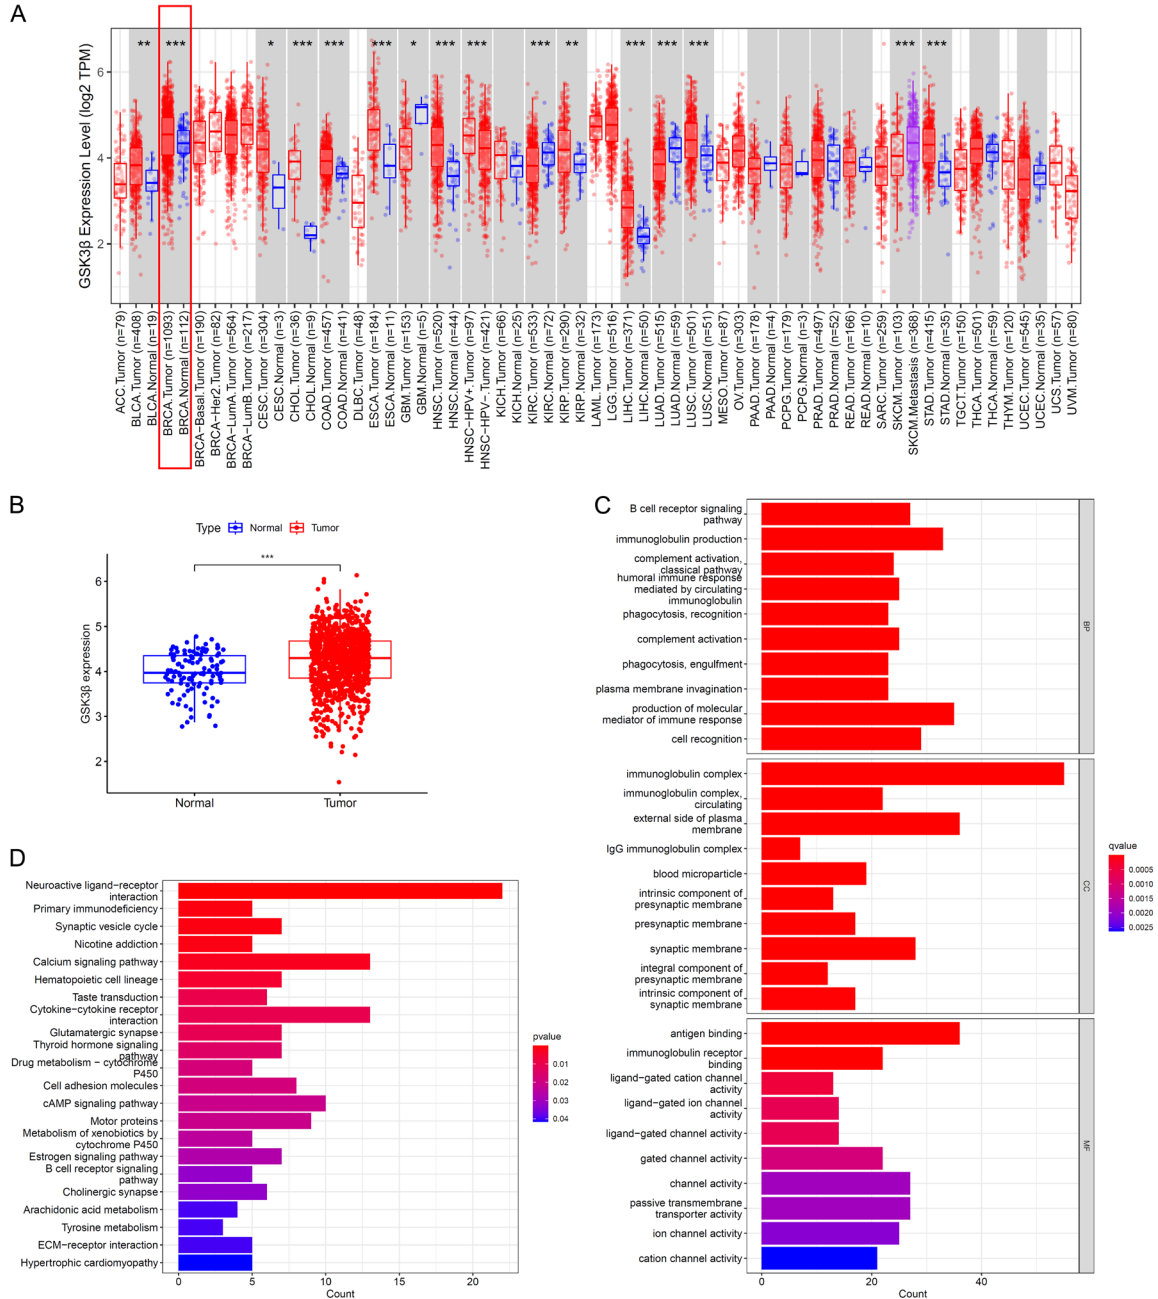 A
GSK3β Expression Level (log2 TPM)
6
4
2
** *** * *** *** *** * *** *** *** ** *** *** *** *** ***
ACC.Tumor (n=79)
BLCA.Tumor (n=408)
BLCA.Normal (n=19)
BRCA.Tumor (n=1093)
BRCA.Normal (n=112)
BRCA-Basal.Tumor (n=190)
BRCA-Her2.Tumor (n=82)
BRCA-LumA.Tumor (n=564)
BRCA-LumB.Tumor (n=217)
CESC.Tumor (n=304)
CESC.Normal (n=3)
CHOL.Tumor (n=36)
CHOL.Normal (n=9)
COAD.Tumor (n=457)
COAD.Normal (n=41)
DLBC.Tumor (n=48)
ESCA.Tumor (n=184)
ESCA.Normal (n=11)
GBM.Tumor (n=153)
GBM.Normal (n=5)
HNSC.Tumor (n=520)
HNSC.Normal (n=44)
HNSC-HPV+.Tumor (n=97)
HNSC-HPV-.Tumor (n=421)
KICH.Tumor (n=66)
KICH.Normal (n=25)
KIRC.Tumor (n=533)
KIRC.Normal (n=72)
KIRP.Tumor (n=290)
KIRP.Normal (n=32)
LAML.Tumor (n=173)
LGG.Tumor (n=516)
LIHC.Tumor (n=371)
LIHC.Normal (n=50)
LUAD.Tumor (n=515)
LUAD.Normal (n=59)
LUSC.Tumor (n=501)
LUSC.Normal (n=51)
MESO.Tumor (n=87)
OV.Tumor (n=303)
PAAD.Tumor (n=178)
PAAD.Normal (n=4)
PCPG.Tumor (n=179)
PCPG.Normal (n=3)
PRAD.Tumor (n=497)
PRAD.Normal (n=52)
READ.Tumor (n=166)
READ.Normal (n=10)
SARC.Tumor (n=259)
SKCM.Tumor (n=103)
SKCM.Metastasis (n=368)
STAD.Tumor (n=415)
STAD.Normal (n=35)
TGCT.Tumor (n=150)
THCA.Tumor (n=501)
THCA.Normal (n=59)
THYM.Tumor (n=120)
UCEC.Tumor (n=545)
UCEC.Normal (n=35)
UCS.Tumor (n=57)
UVM.Tumor (n=80)
B
Type Normal Tumor
***
GSK3β expression
6
5
4
3
2
Normal Tumor
C
B cell receptor signaling
pathway
immunoglobulin production
complement activation,
classical pathway
humoral immune response
mediated by circulating
immunoglobulin
phagocytosis, recognition
complement activation
phagocytosis, engulfment
plasma membrane invagination
production of molecular
mediator of immune response
cell recognition
BP
immunoglobulin complex
immunoglobulin complex,
circulating
external side of plasma
membrane
IgG immunoglobulin complex
blood microparticle
intrinsic component of
presynaptic membrane
presynaptic membrane
synaptic membrane
integral component of
presynaptic membrane
intrinsic component of
synaptic membrane
CC
antigen binding
immunoglobulin receptor
binding
ligand-gated cation channel
activity
ligand-gated ion channel
activity
ligand-gated channel activity
gated channel activity
channel activity
passive transmembrane
transporter activity
ion channel activity
cation channel activity
MF
0 20 40
Count
qvalue
0.0005
0.0010
0.0015
0.0020
0.0025
D
Neuroactive ligand-receptor
interaction
Primary immunodeficiency
Synaptic vesicle cycle
Nicotine addiction
Calcium signaling pathway
Hematopoietic cell lineage
Taste transduction
Cytokine-cytokine receptor
interaction
Glutamatergic synapse
Thyroid hormone signaling
pathway
Drug metabolism - cytochrome
P450
Cell adhesion molecules
cAMP signaling pathway
Motor proteins
Metabolism of xenobiotics by
cytochrome P450
Estrogen signaling pathway
B cell receptor signaling
pathway
Cholinergic synapse
Arachidonic acid metabolism
Tyrosine metabolism
ECM-receptor interaction
Hypertrophic cardiomyopathy
0 5 10 15 20
Count
pvalue
0.01
0.02
0.03
0.04